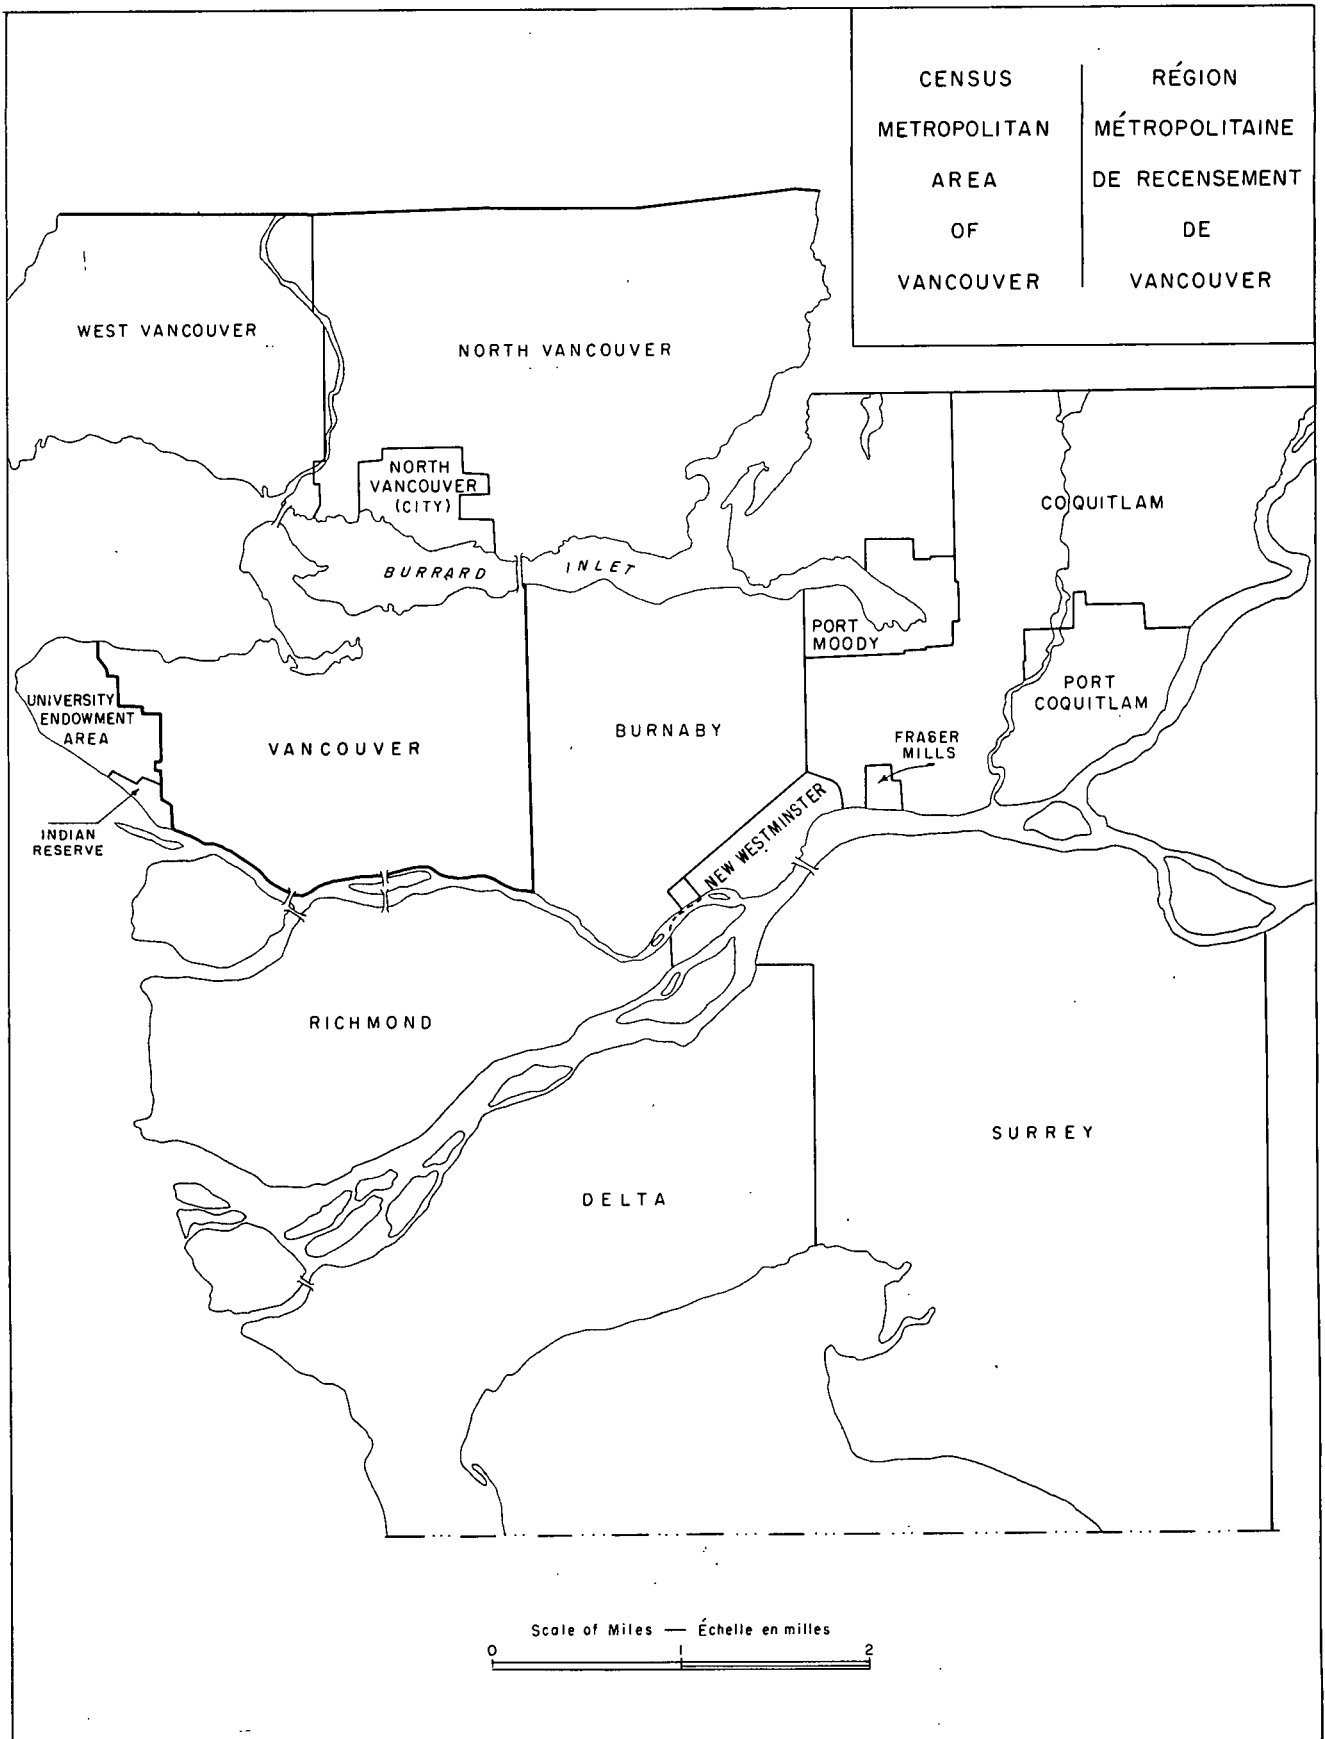 CENSUS
METROPOLITAN
AREA
OF
VANCOUVER
RÉGION
MÉTROPOLITAINE
DE RECENSEMENT
DE
VANCOUVER
WEST VANCOUVER
NORTH VANCOUVER
NORTH
VANCOUVER
(CITY)
COQUITLAM
BURRARD INLET
PORT
MOODY
PORT
COQUITLAM
UNIVERSITY
ENDOWMENT
AREA
VANCOUVER
BURNABY
FRASER
MILLS
INDIAN
RESERVE
NEW WESTMINSTER
RICHMOND
SURREY
DELTA
Scale of Miles — Échelle en milles
0 1 2